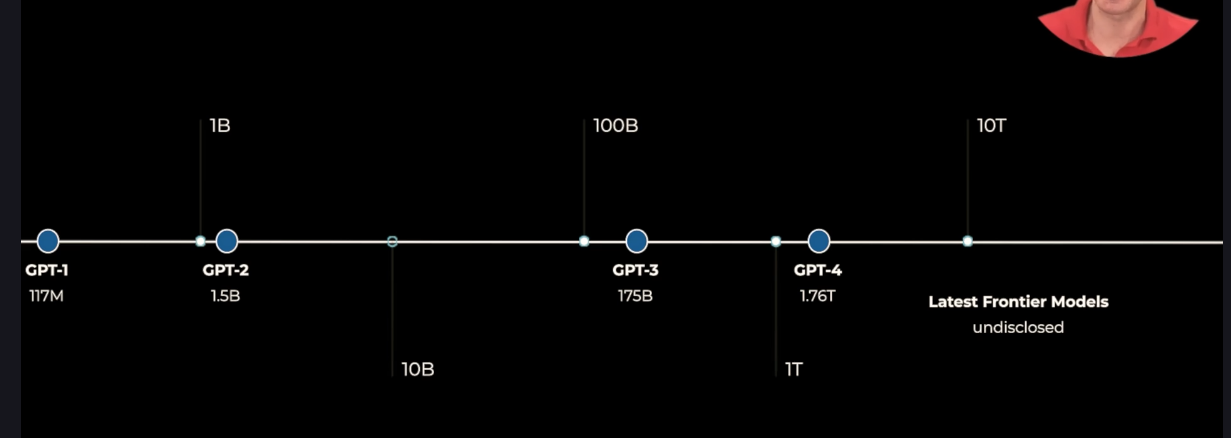 1B
100B
10T
GPT-1
117M
GPT-2
1.5B
GPT-3
175B
GPT-4
1.76T
Latest Frontier Models
undisclosed
10B
1T